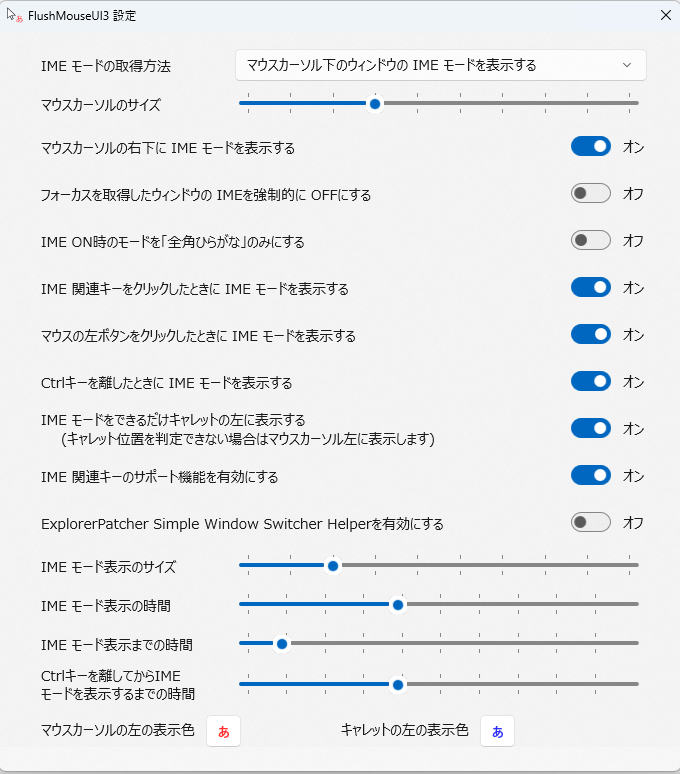 あ FlushMouseUI3 設定
IME モードの取得方法 マウスカーソル下のウィンドウの IME モードを表示する
マウスカーソルのサイズ
マウスカーソルの右下に IME モードを表示する オン
フォーカスを取得したウィンドウの IMEを強制的に OFFにする オフ
IME ON時のモードを「全角ひらがな」のみにする オフ
IME 関連キーをクリックしたときに IME モードを表示する オン
マウスの左ボタンをクリックしたときに IME モードを表示する オン
Ctrlキーを離したときに IME モードを表示する オン
IME モードをできるだけキャレットの左に表示する
(キャレット位置を判定できない場合はマウスカーソル左に表示します) オン
IME 関連キーのサポート機能を有効にする オン
ExplorerPatcher Simple Window Switcher Helperを有効にする オフ
IME モード表示のサイズ
IME モード表示の時間
IME モード表示までの時間
Ctrlキーを離してからIME
モードを表示するまでの時間
マウスカーソルの左の表示色 あ キャレットの左の表示色 あ